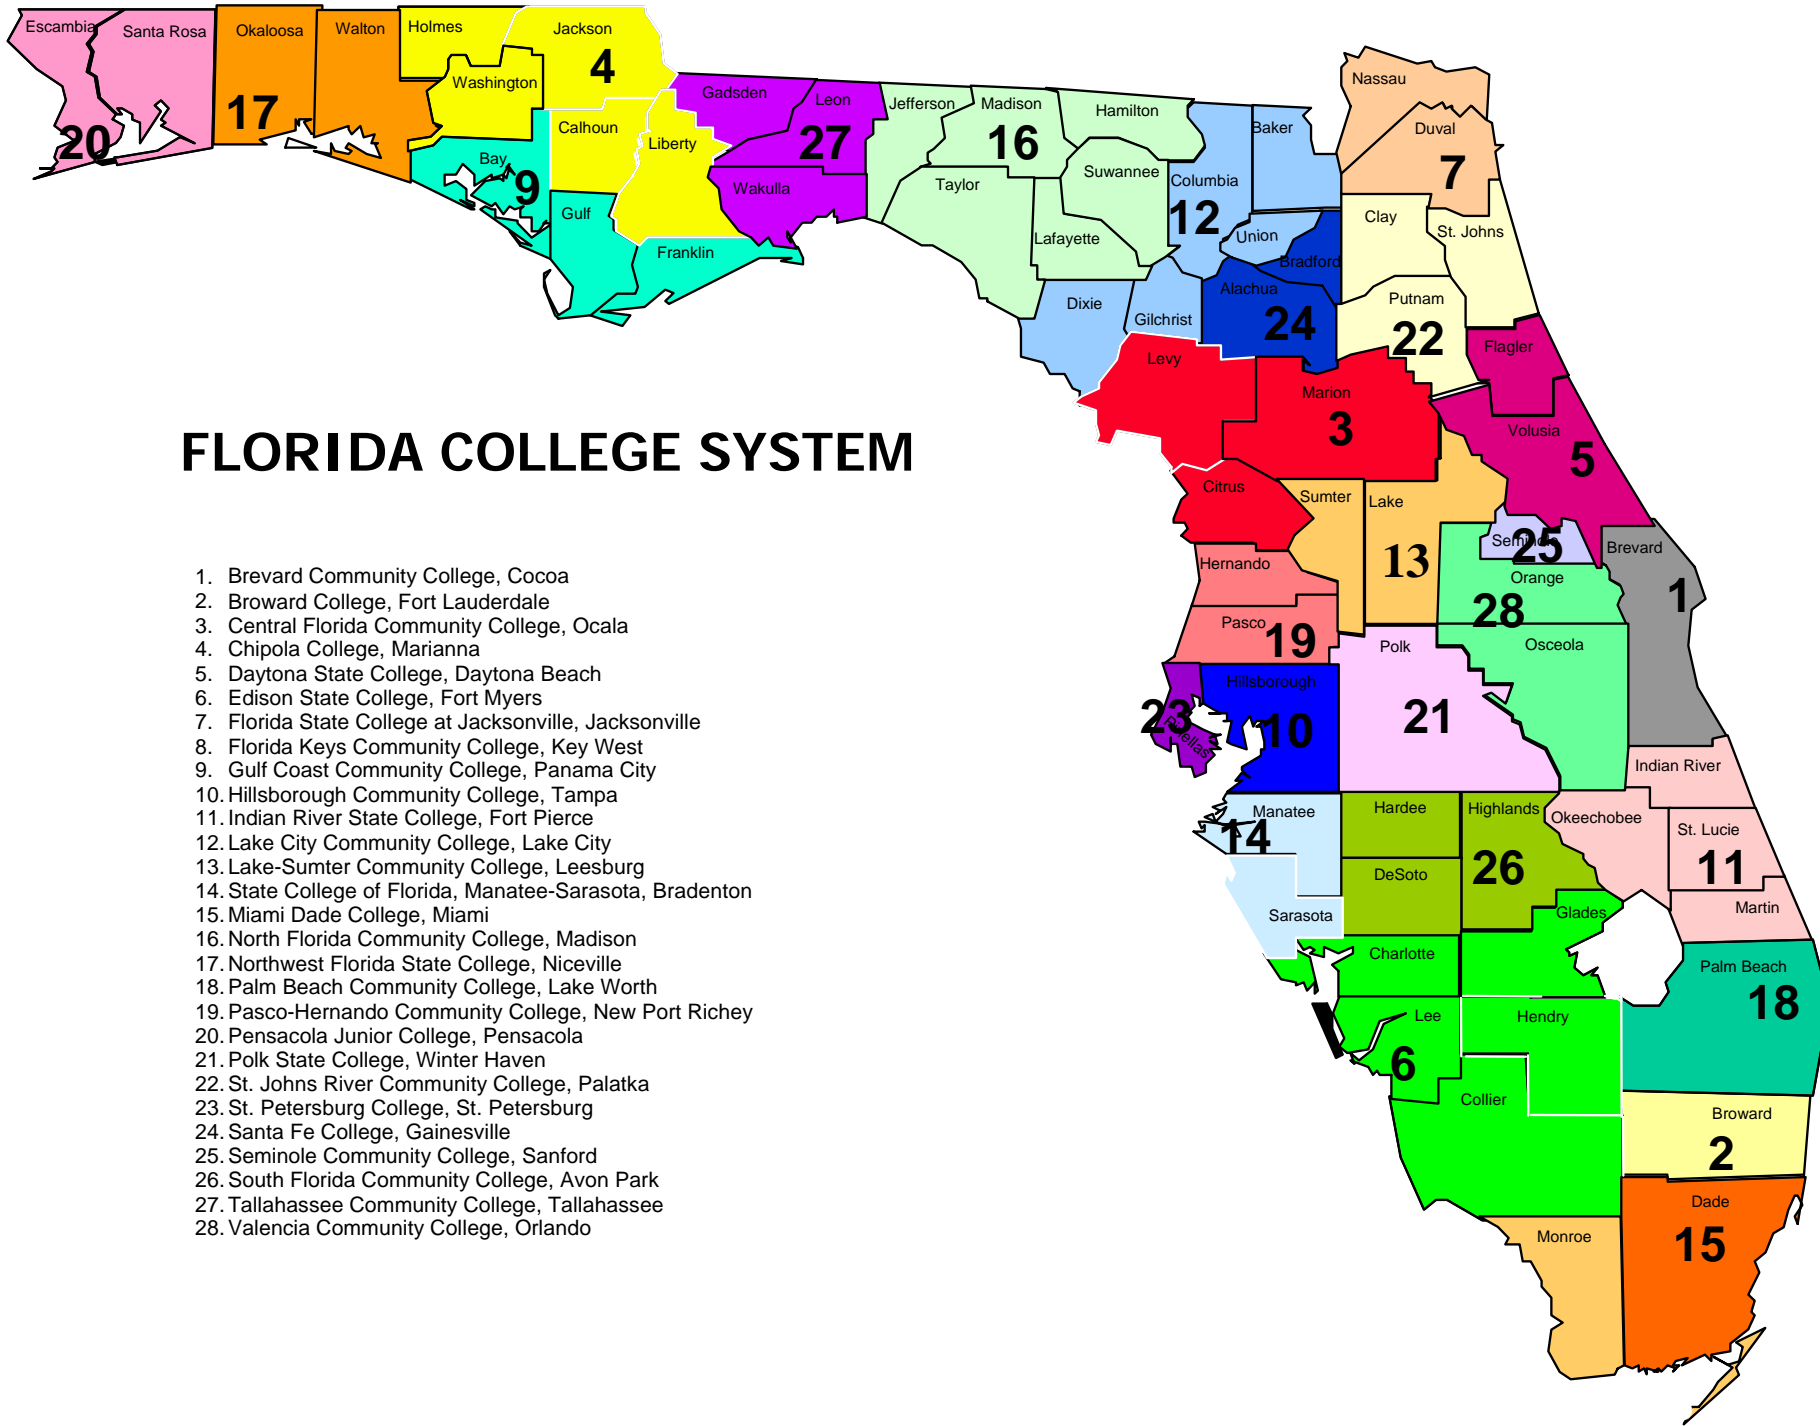 Escambia
Santa Rosa
Okaloosa
Walton
Holmes
Jackson
4
Washington
17
20
Gadsden
Leon
27
Calhoun
Liberty
Bay
9
Wakulla
Gulf
Franklin
Jefferson
Madison
16
Hamilton
Taylor
Suwannee
Lafayette
Columbia
12
Baker
Union
Bradford
Nassau
Duval
7
Clay
St. Johns
Dixie
Gilchrist
Alachua
24
Putnam
22
Flagler
Levy
Marion
3
Volusia
5
FLORIDA COLLEGE SYSTEM
Citrus
Sumter
Lake
13
Seminole
25
Brevard
1
Hernando
Orange
28
Pasco
19
Polk
21
Osceola
Hillsborough
10
23
Pinellas
Indian River
Manatee
14
Hardee
Highlands
26
Okeechobee
St. Lucie
11
DeSoto
Sarasota
Glades
Martin
Charlotte
Palm Beach
18
Lee
6
Hendry
Collier
Broward
2
Dade
15
Monroe
1. Brevard Community College, Cocoa
2. Broward College, Fort Lauderdale
3. Central Florida Community College, Ocala
4. Chipola College, Marianna
5. Daytona State College, Daytona Beach
6. Edison State College, Fort Myers
7. Florida State College at Jacksonville, Jacksonville
8. Florida Keys Community College, Key West
9. Gulf Coast Community College, Panama City
10. Hillsborough Community College, Tampa
11. Indian River State College, Fort Pierce
12. Lake City Community College, Lake City
13. Lake-Sumter Community College, Leesburg
14. State College of Florida, Manatee-Sarasota, Bradenton
15. Miami Dade College, Miami
16. North Florida Community College, Madison
17. Northwest Florida State College, Niceville
18. Palm Beach Community College, Lake Worth
19. Pasco-Hernando Community College, New Port Richey
20. Pensacola Junior College, Pensacola
21. Polk State College, Winter Haven
22. St. Johns River Community College, Palatka
23. St. Petersburg College, St. Petersburg
24. Santa Fe College, Gainesville
25. Seminole Community College, Sanford
26. South Florida Community College, Avon Park
27. Tallahassee Community College, Tallahassee
28. Valencia Community College, Orlando